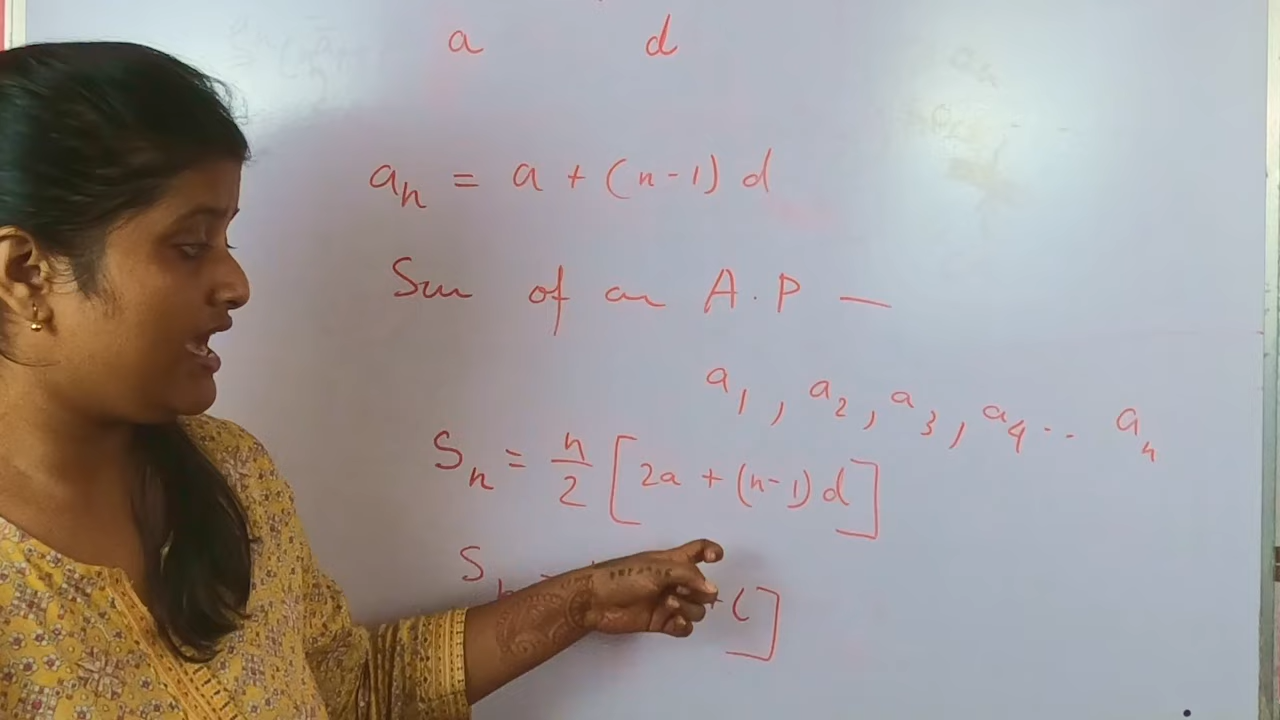 a d
aₙ = a + (n-1) d
Sum of an A.P —
a₁, a₂, a₃, a₄ .. aₙ
Sₙ = n/2 [2a + (n-1) d]
S + l]